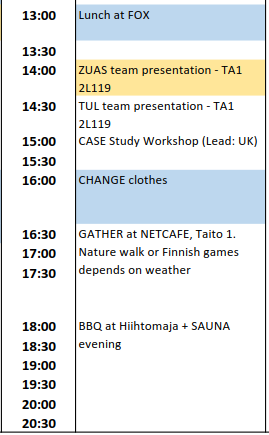 13:00 Lunch at FOX
13:30
14:00 ZUAS team presentation - TA1
2L119
14:30 TUL team presentation - TA1
2L119
15:00 CASE Study Workshop (Lead: UK)
15:30
16:00 CHANGE clothes
16:30 GATHER at NETCAFE, Taito 1.
17:00 Nature walk or Finnish games
17:30 depends on weather
18:00 BBQ at Hiihtomaja + SAUNA
18:30 evening
19:00
19:30
20:00
20:30